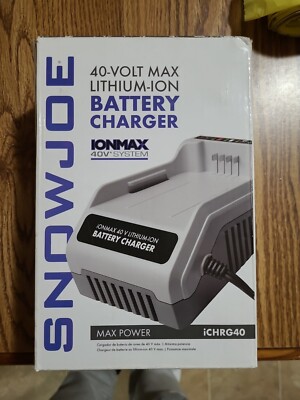 SNOWJOE
40-VOLT MAX
LITHIUM-ION
BATTERY
CHARGER
IONMAX
40V SYSTEM
IONMAX 40 V LITHIUM-ION
BATTERY CHARGER
MAX POWER
iCHRG40